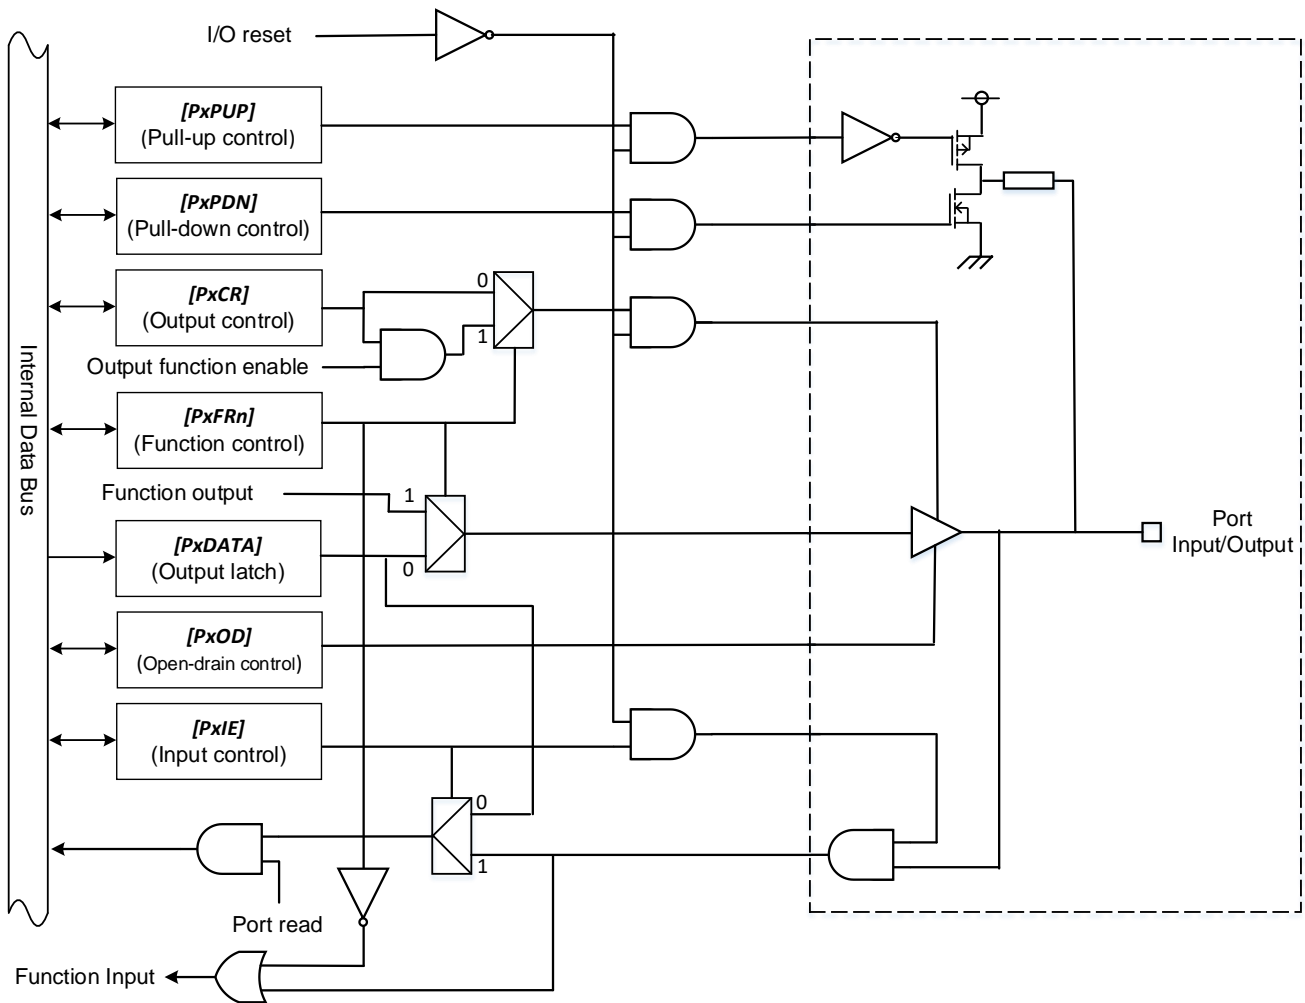 I/O reset
[PxPUP]
(Pull-up control)
[PxPDN]
(Pull-down control)
[PxCR]
(Output control)
0
1
Output function enable
Internal Data Bus
[PxFRn]
(Function control)
Function output
1
[PxDATA]
(Output latch)
0
Port
Input/Output
[PxOD]
(Open-drain control)
[PxIE]
(Input control)
0
1
Port read
Function Input